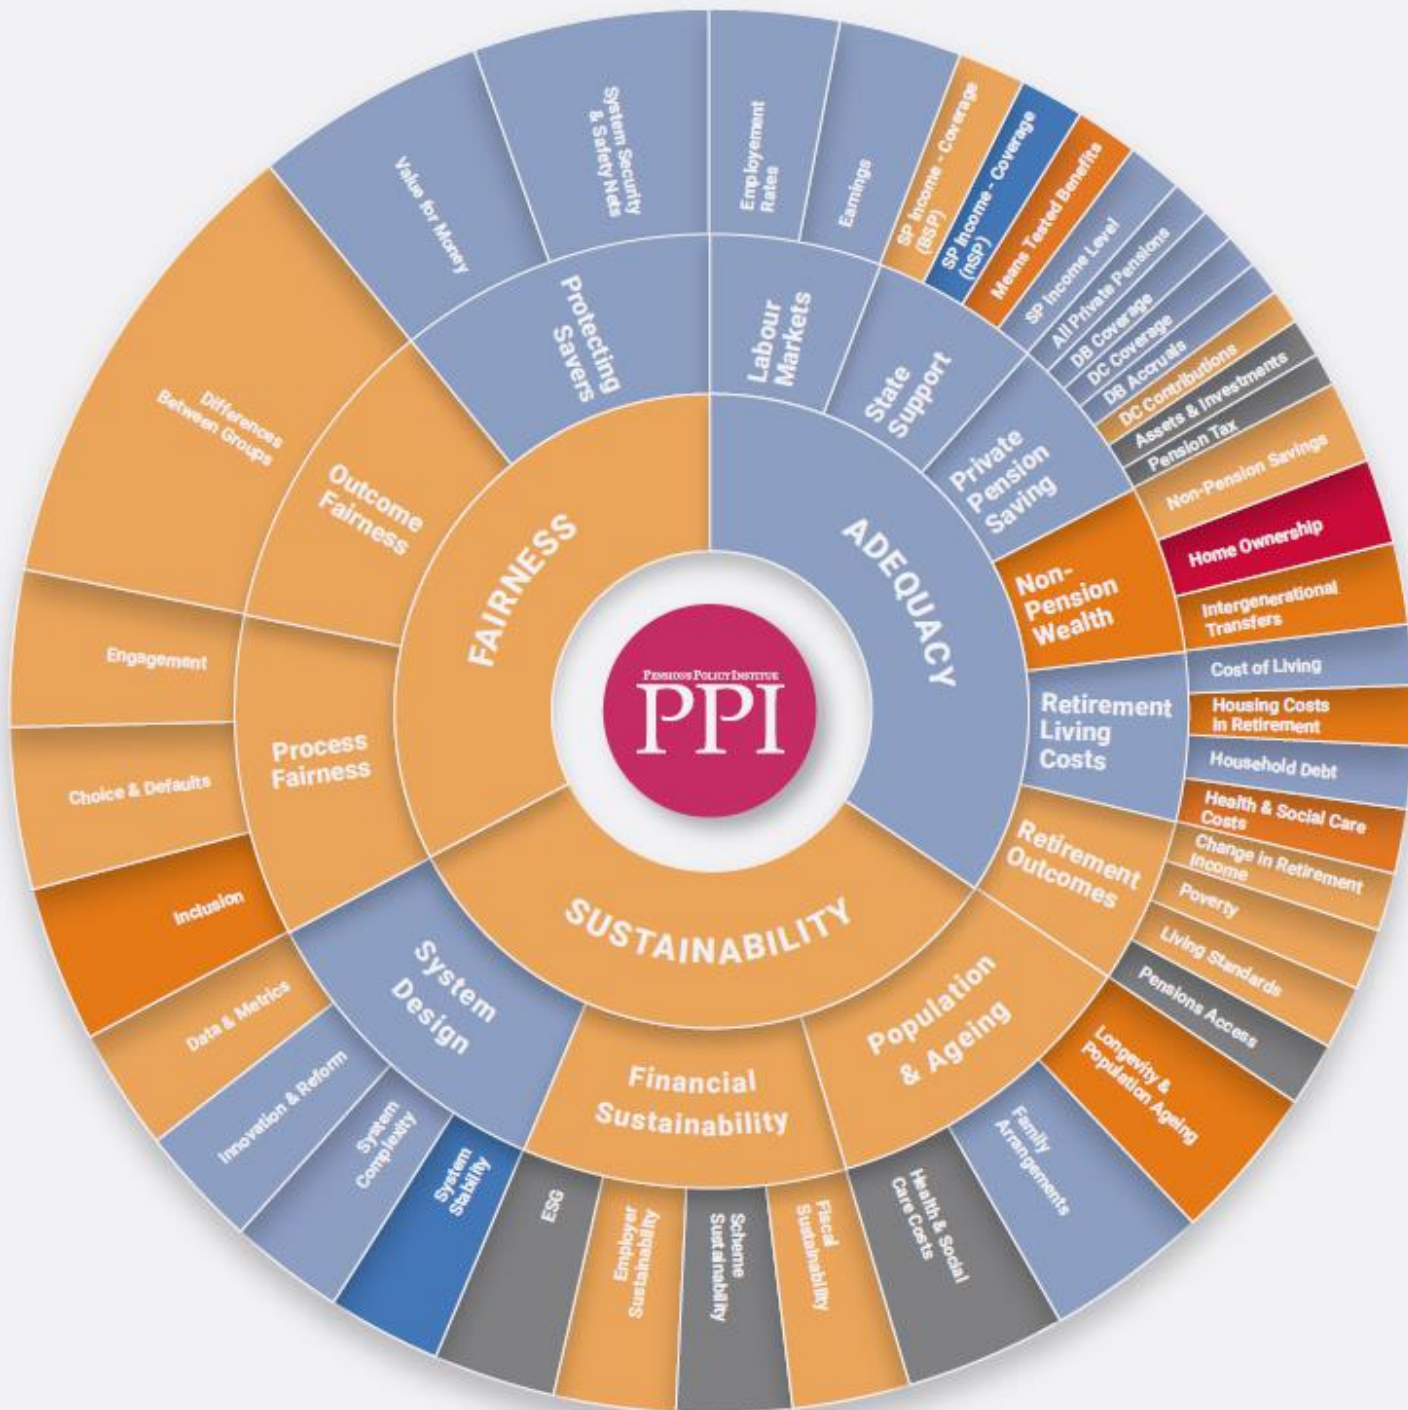 PENSIONS POLICY INSTITUTE
PPI
ADEQUACY
SUSTAINABILITY
FAIRNESS
Labour
Markets
State
Support
Private
Pension
Saving
Non-
Pension
Wealth
Retirement
Living
Costs
Retirement
Outcomes
Population
& Ageing
Financial
Sustainability
System
Design
Process
Fairness
Outcome
Fairness
Protecting
Savers
Employement
Rates
Earnings
SP Income - Coverage
(BSP)
SP Income - Coverage
(nSP)
Means Tested Benefits
SP Income Level
All Private Pensions
DB Coverage
DC Coverage
DB Accruals
DC Contributions
Assets & Investments
Pension Tax
Non-Pension Savings
Home Ownership
Intergenerational
Transfers
Cost of Living
Housing Costs
in Retirement
Household Debt
Health & Social Care
Costs
Change in Retirement
Income
Poverty
Living Standards
Pensions Access
Longevity &
Population Ageing
Family
Arrangements
Health & Social
Care Costs
Fiscal
Sustainability
Scheme
Sustainability
Employer
Sustainability
ESG
System
Stability
System
Complexity
Innovation & Reform
Data & Metrics
Inclusion
Choice & Defaults
Engagement
Differences
Between Groups
Value for Money
System Security
& Safety Nets